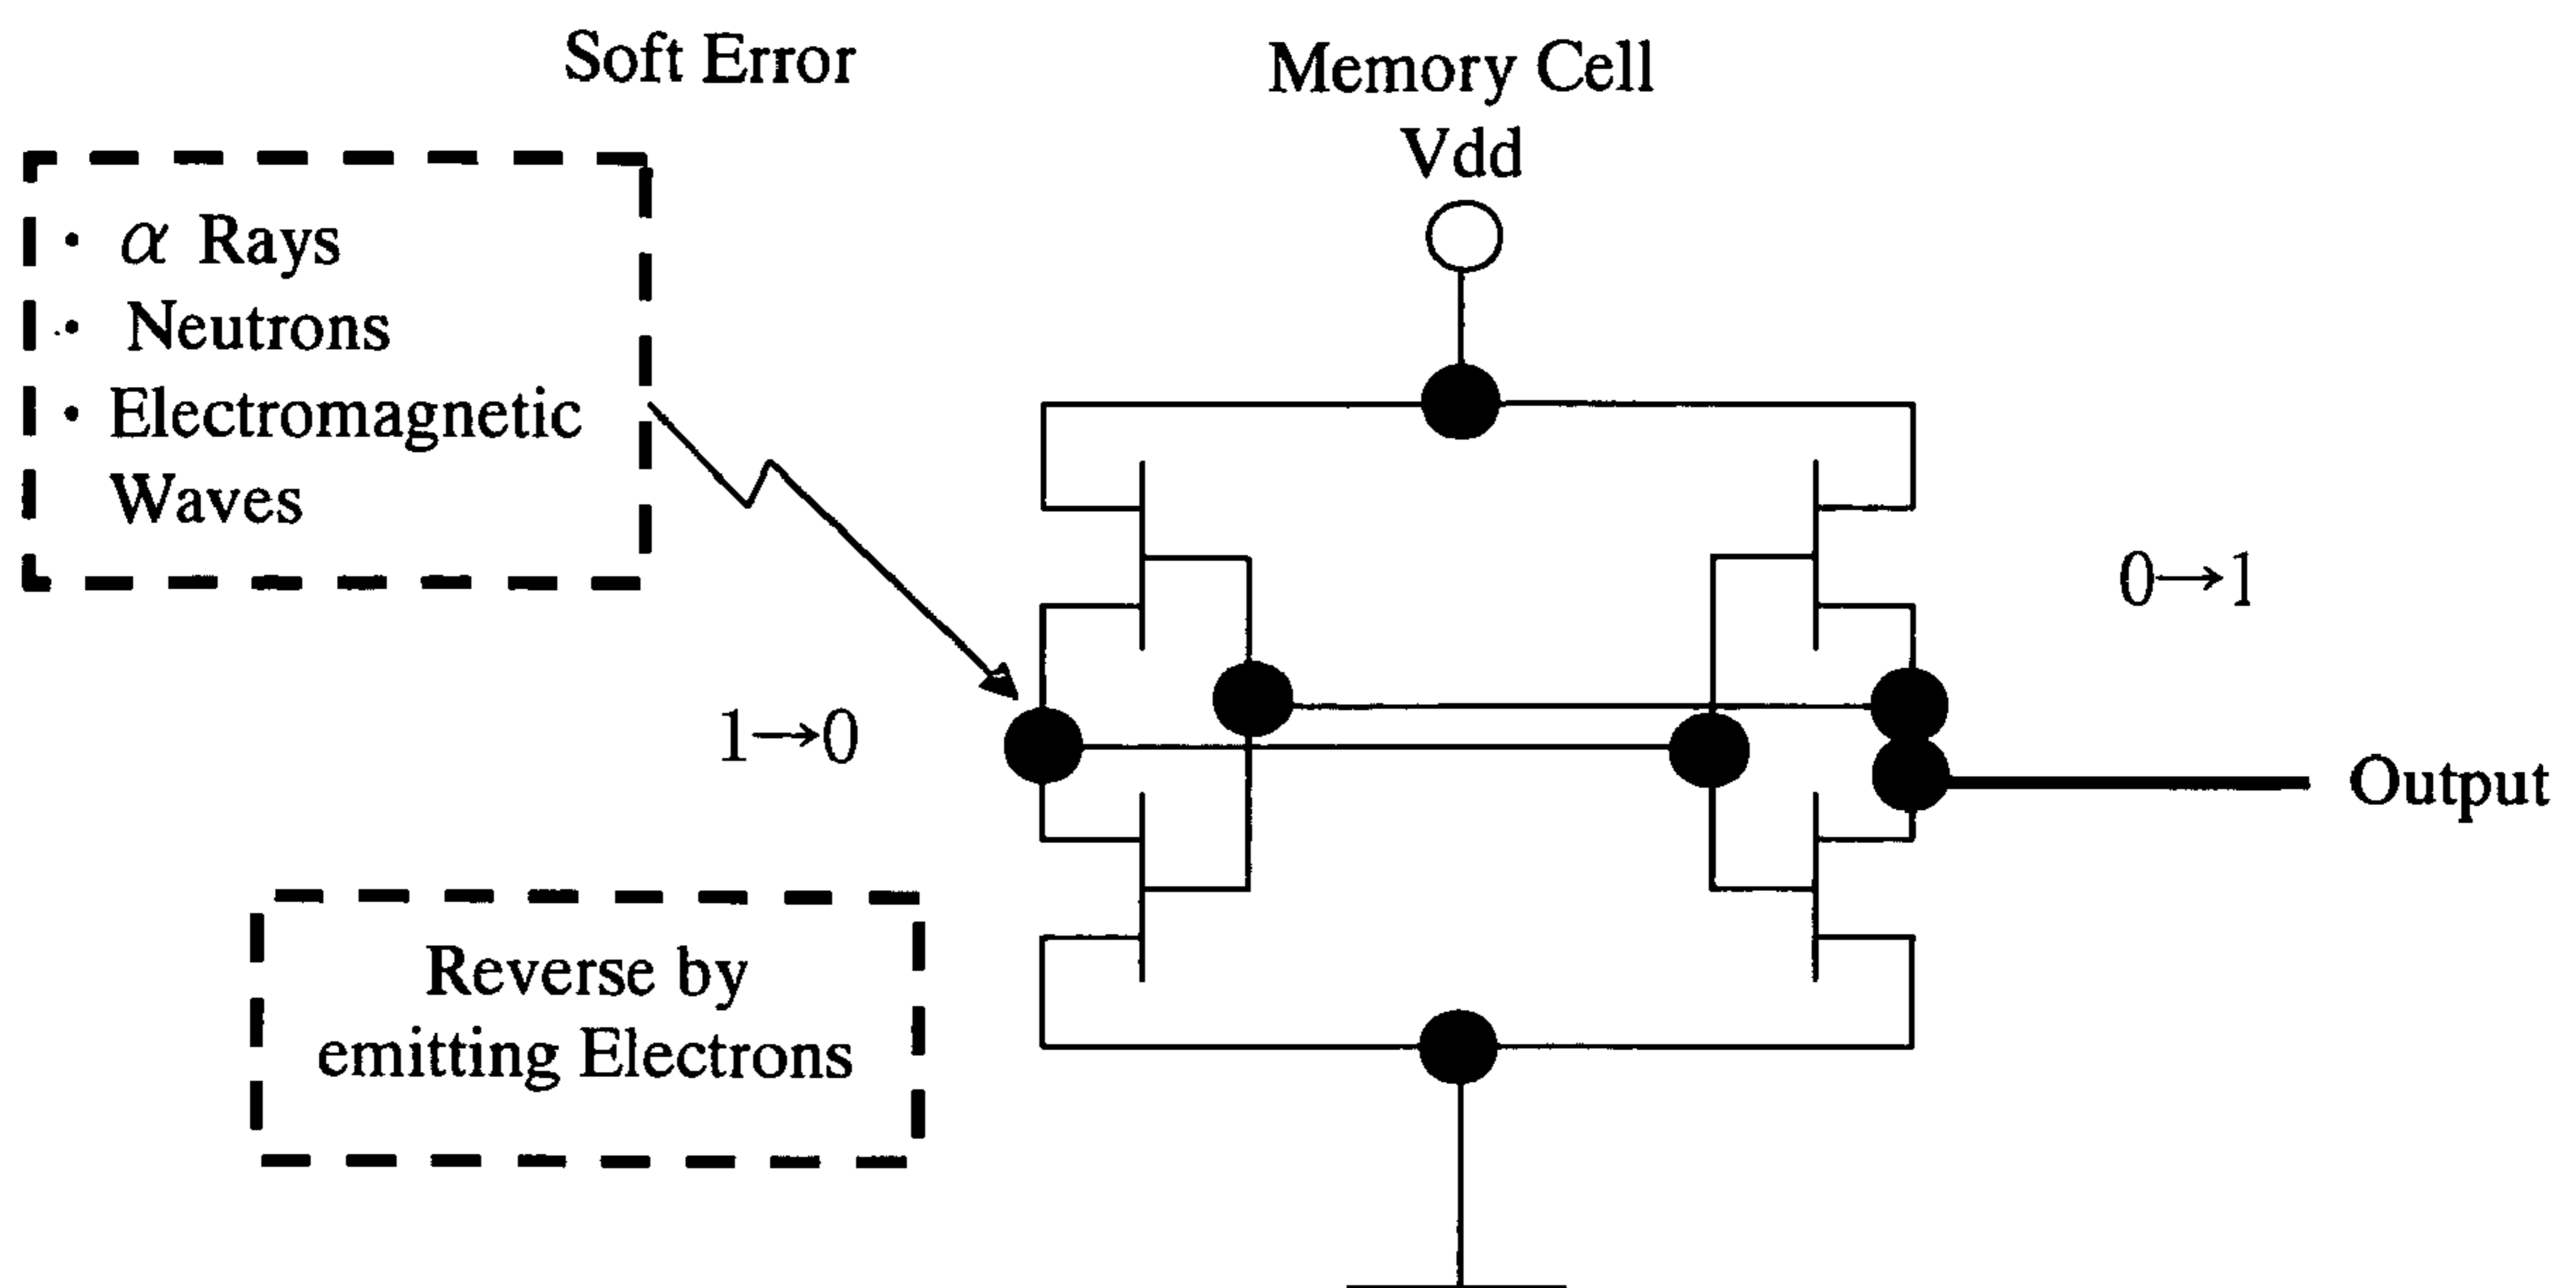 Soft Error
Memory Cell
Vdd
· α Rays
· Neutrons
· Electromagnetic
Waves
0→1
1→0
Output
Reverse by
emitting Electrons